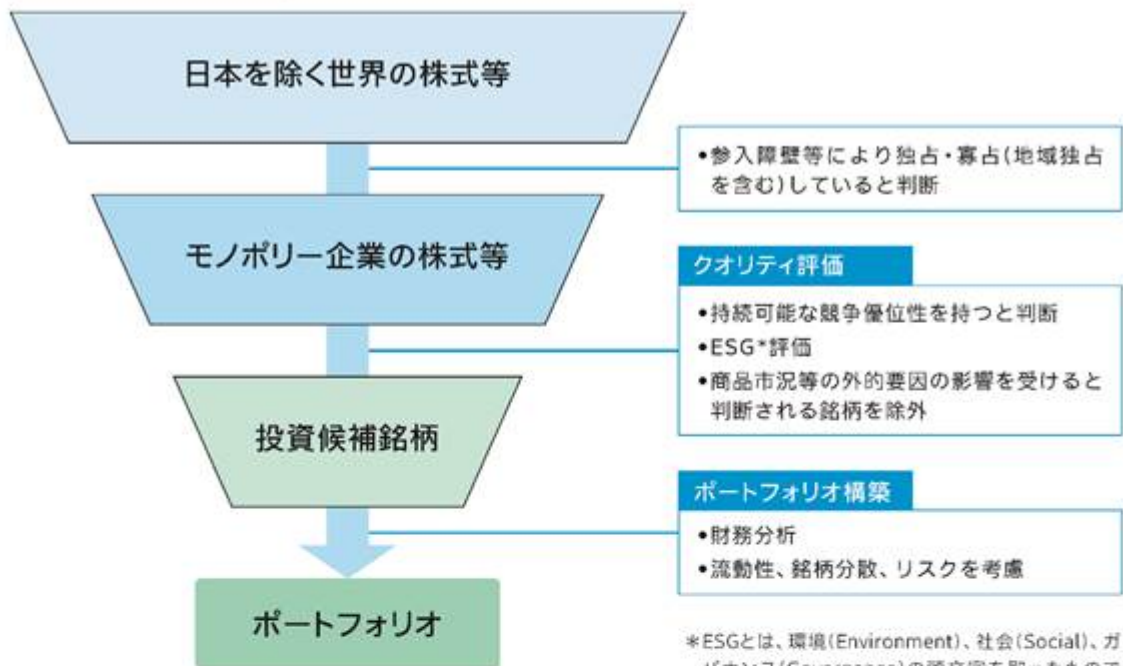 日本を除く世界の株式等
•参入障壁等により独占・寡占(地域独占
を含む)していると判断
モノポリー企業の株式等
クオリティ評価
•持続可能な競争優位性を持つと判断
•ESG*評価
•商品市況等の外的要因の影響を受けると
判断される銘柄を除外
投資候補銘柄
ポートフォリオ構築
•財務分析
•流動性、銘柄分散、リスクを考慮
ポートフォリオ
*ESGとは、環境(Environment)、社会(Social)、ガ